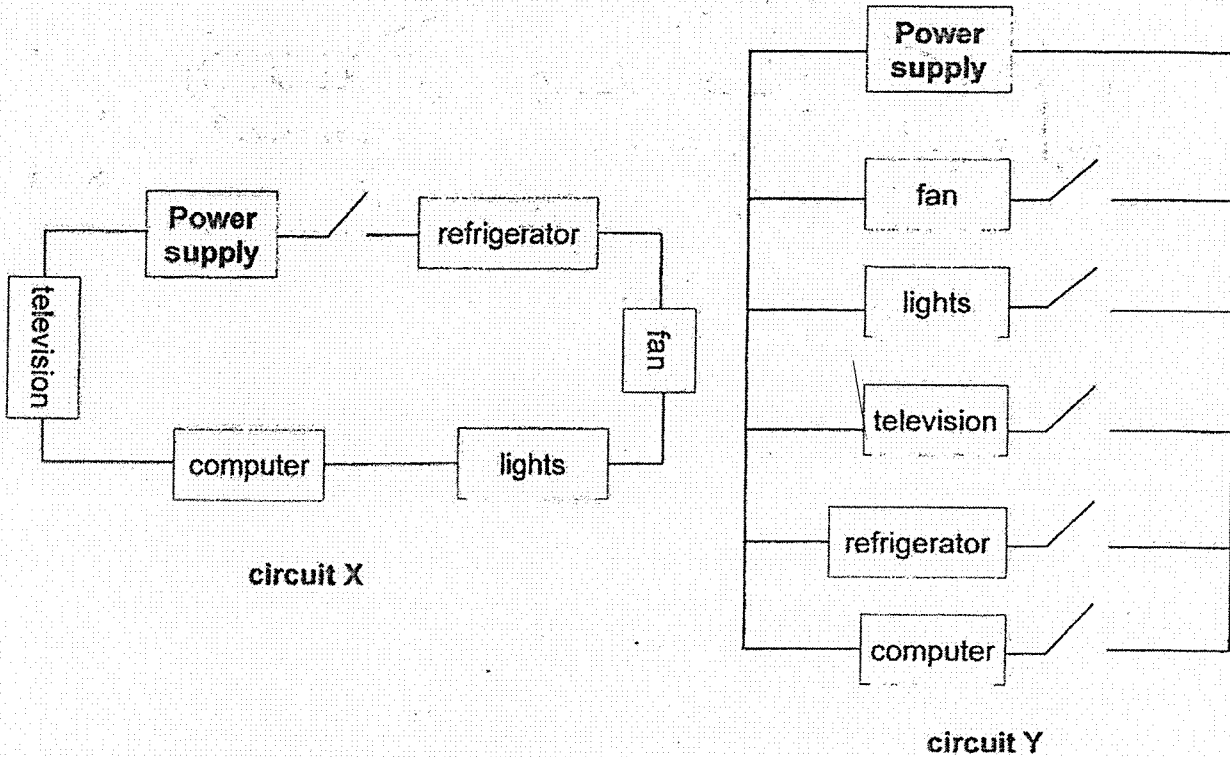 Power
supply
refrigerator
television
fan
computer
lights
circuit X
Power
supply
fan
lights
television
refrigerator
computer
circuit Y